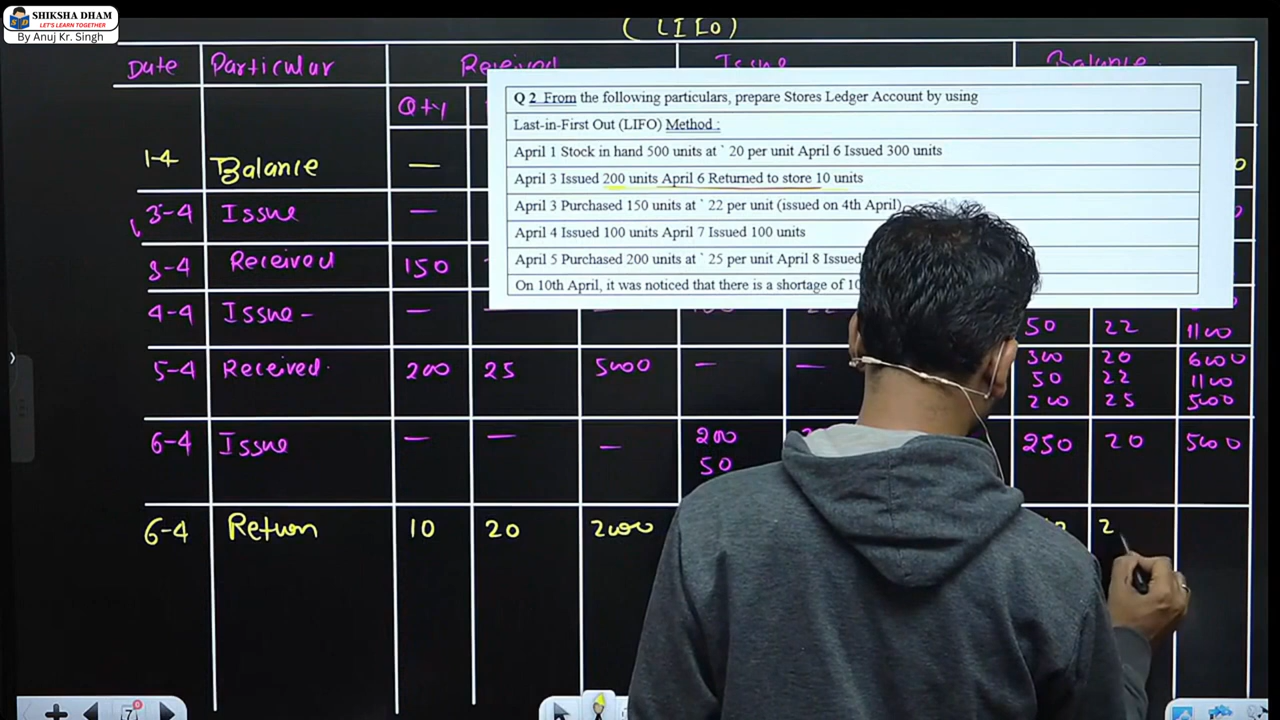 SHIKSHA DHAM
LET'S LEARN TOGETHER
By Anuj Kr. Singh
(LIFO)
Date Particular Received Issue Balance
Qty
Q 2 From the following particulars, prepare Stores Ledger Account by using
Last-in-First Out (LIFO) Method :
April 1 Stock in hand 500 units at ` 20 per unit April 6 Issued 300 units
April 3 Issued 200 units April 6 Returned to store 10 units
April 3 Purchased 150 units at ` 22 per unit (issued on 4th April)
April 4 Issued 100 units April 7 Issued 100 units
April 5 Purchased 200 units at ` 25 per unit April 8 Issued
On 10th April, it was noticed that there is a shortage of
1-4 Balance —
3-4 Issue —
3-4 Received 150
4-4 Issue - —
50 22 1100
5-4 Received. 200 25 5000 — — 300 20 6000
50 22 1100
200 25 5000
6-4 Issue — — — 200 250 20 5000
50
6-4 Return 10 20 2000 2